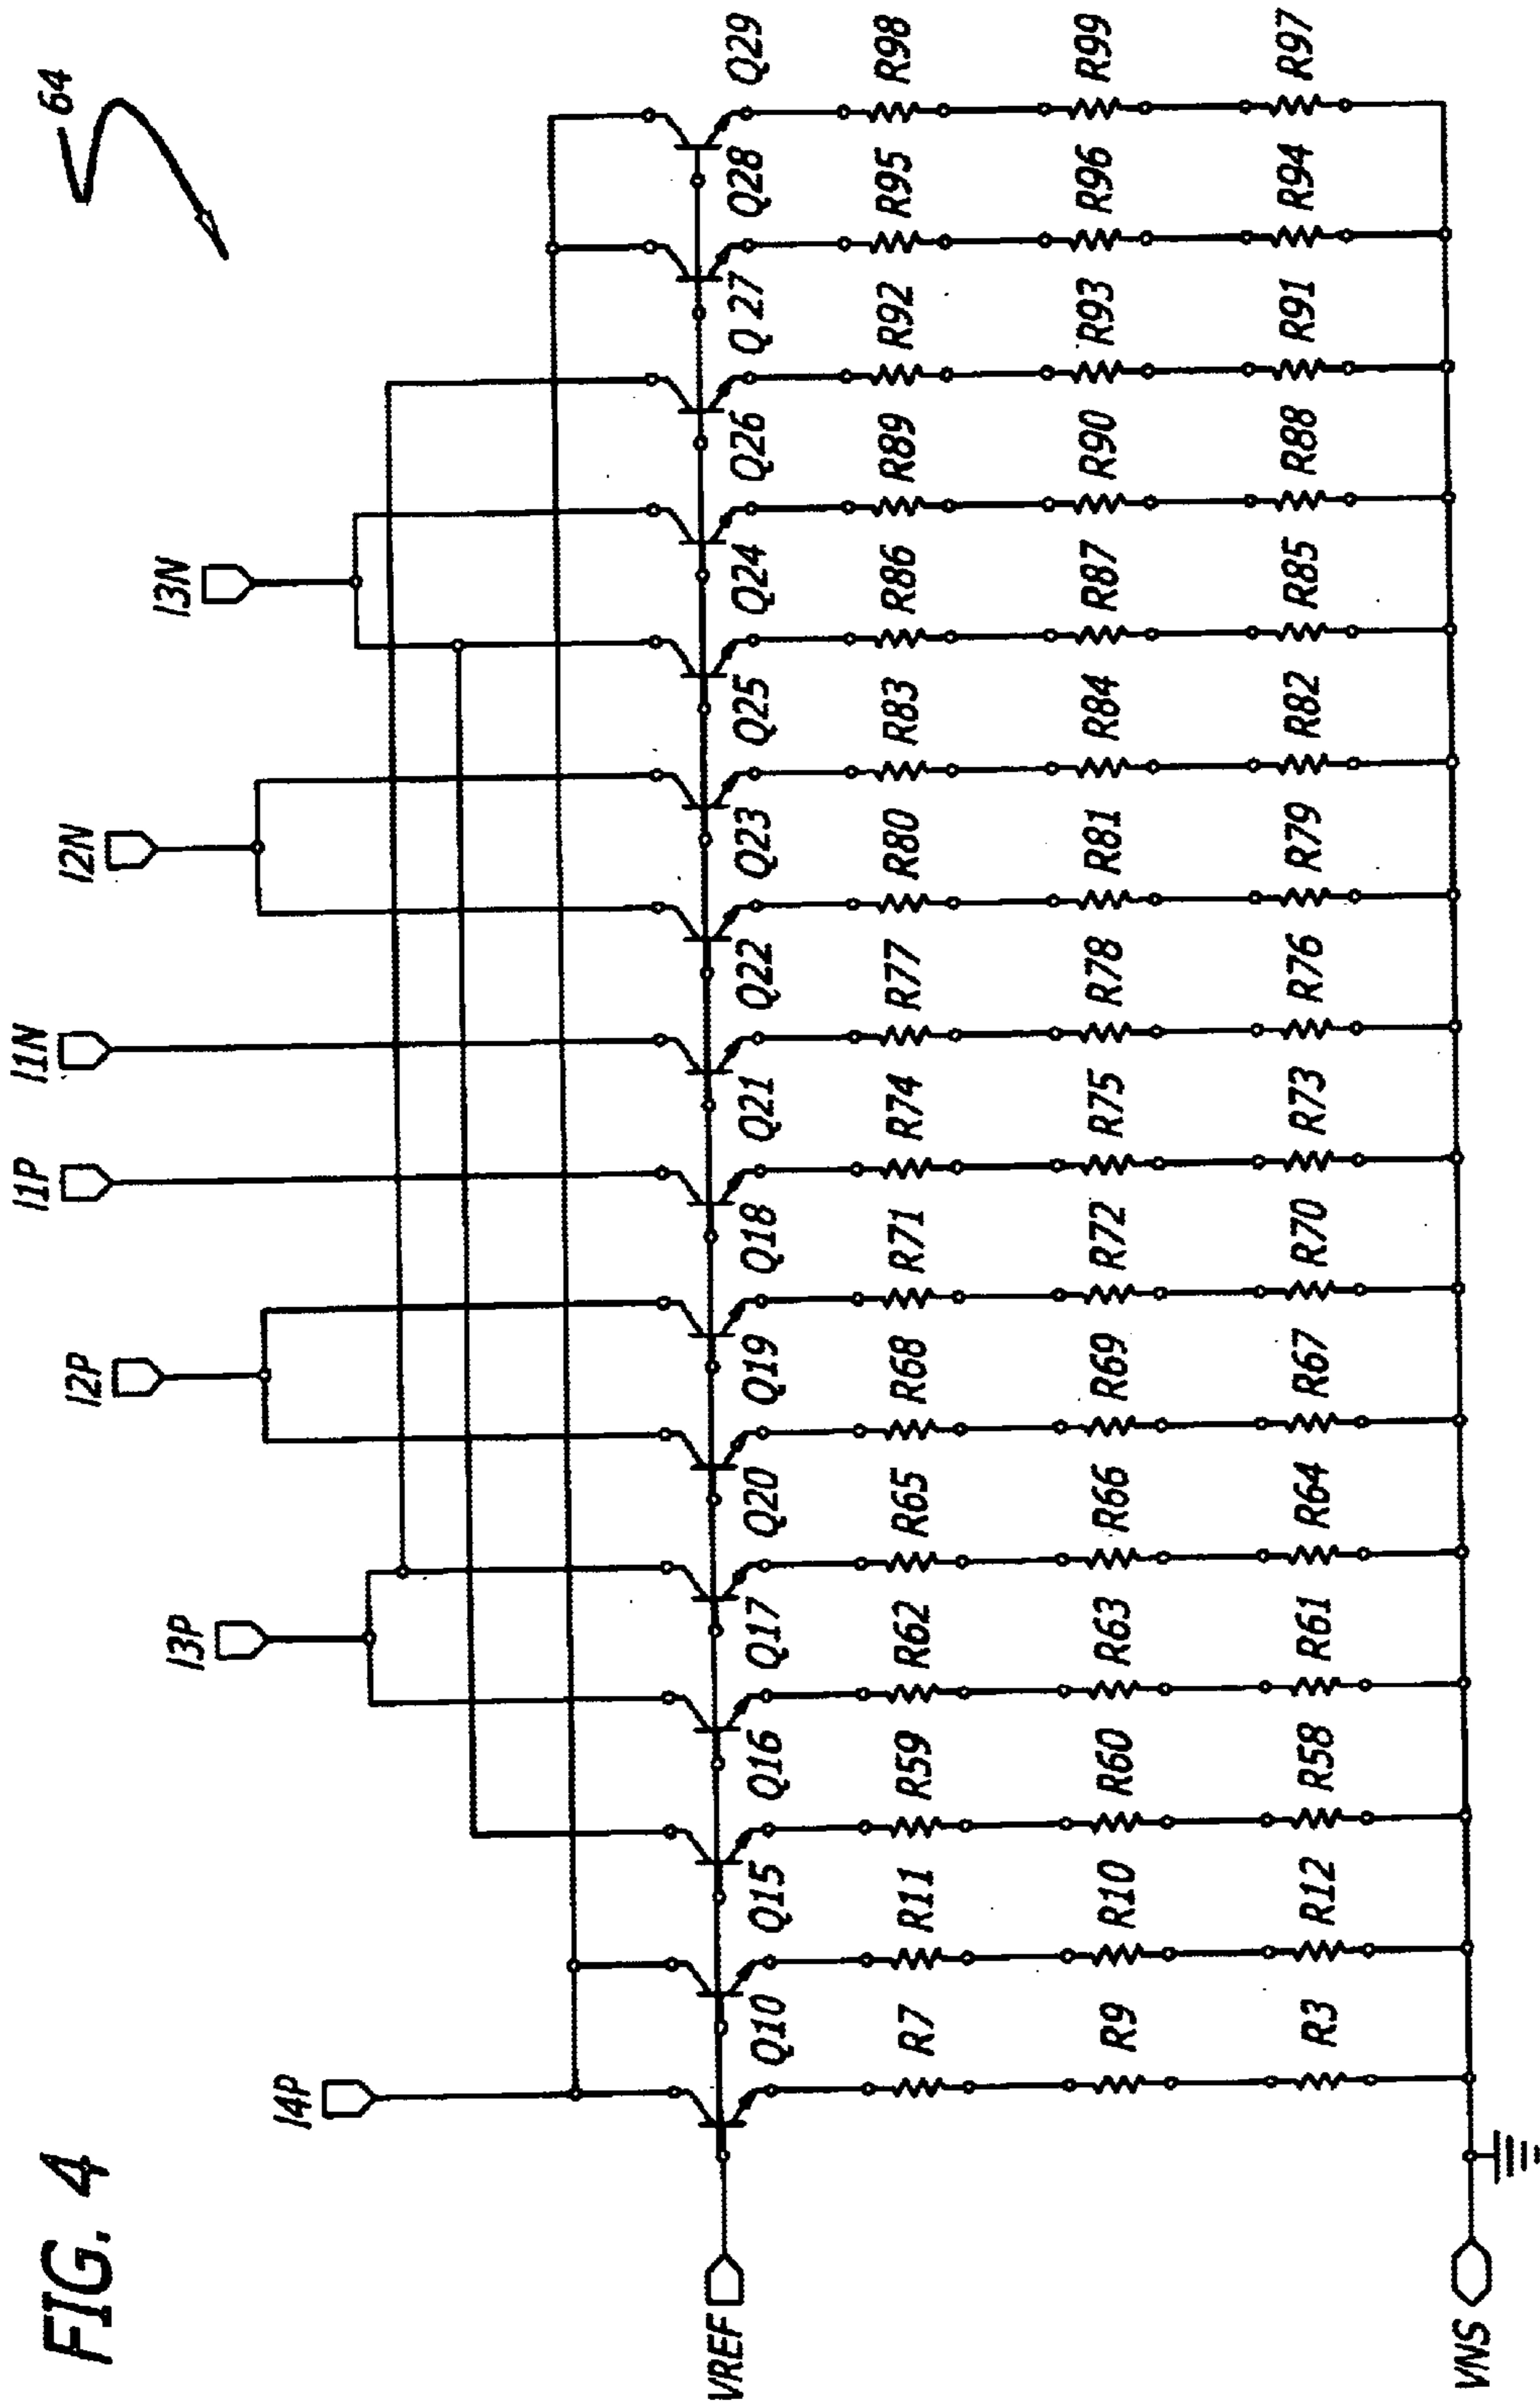 FIG. 4
64
I1P I1N
I2P I2N
I3P I3N
I4P
VREF
Q10 Q15 Q16 Q17 Q20 Q19 Q18 Q21 Q22 Q23 Q25 Q24 Q26 Q 27 Q28 Q29
R7 R11 R59 R62 R65 R68 R71 R74 R77 R80 R83 R86 R89 R92 R95 R98
R9 R10 R60 R63 R66 R69 R72 R75 R78 R81 R84 R87 R90 R93 R96 R99
R3 R12 R58 R61 R64 R67 R70 R73 R76 R79 R82 R85 R88 R91 R94 R97
VNS